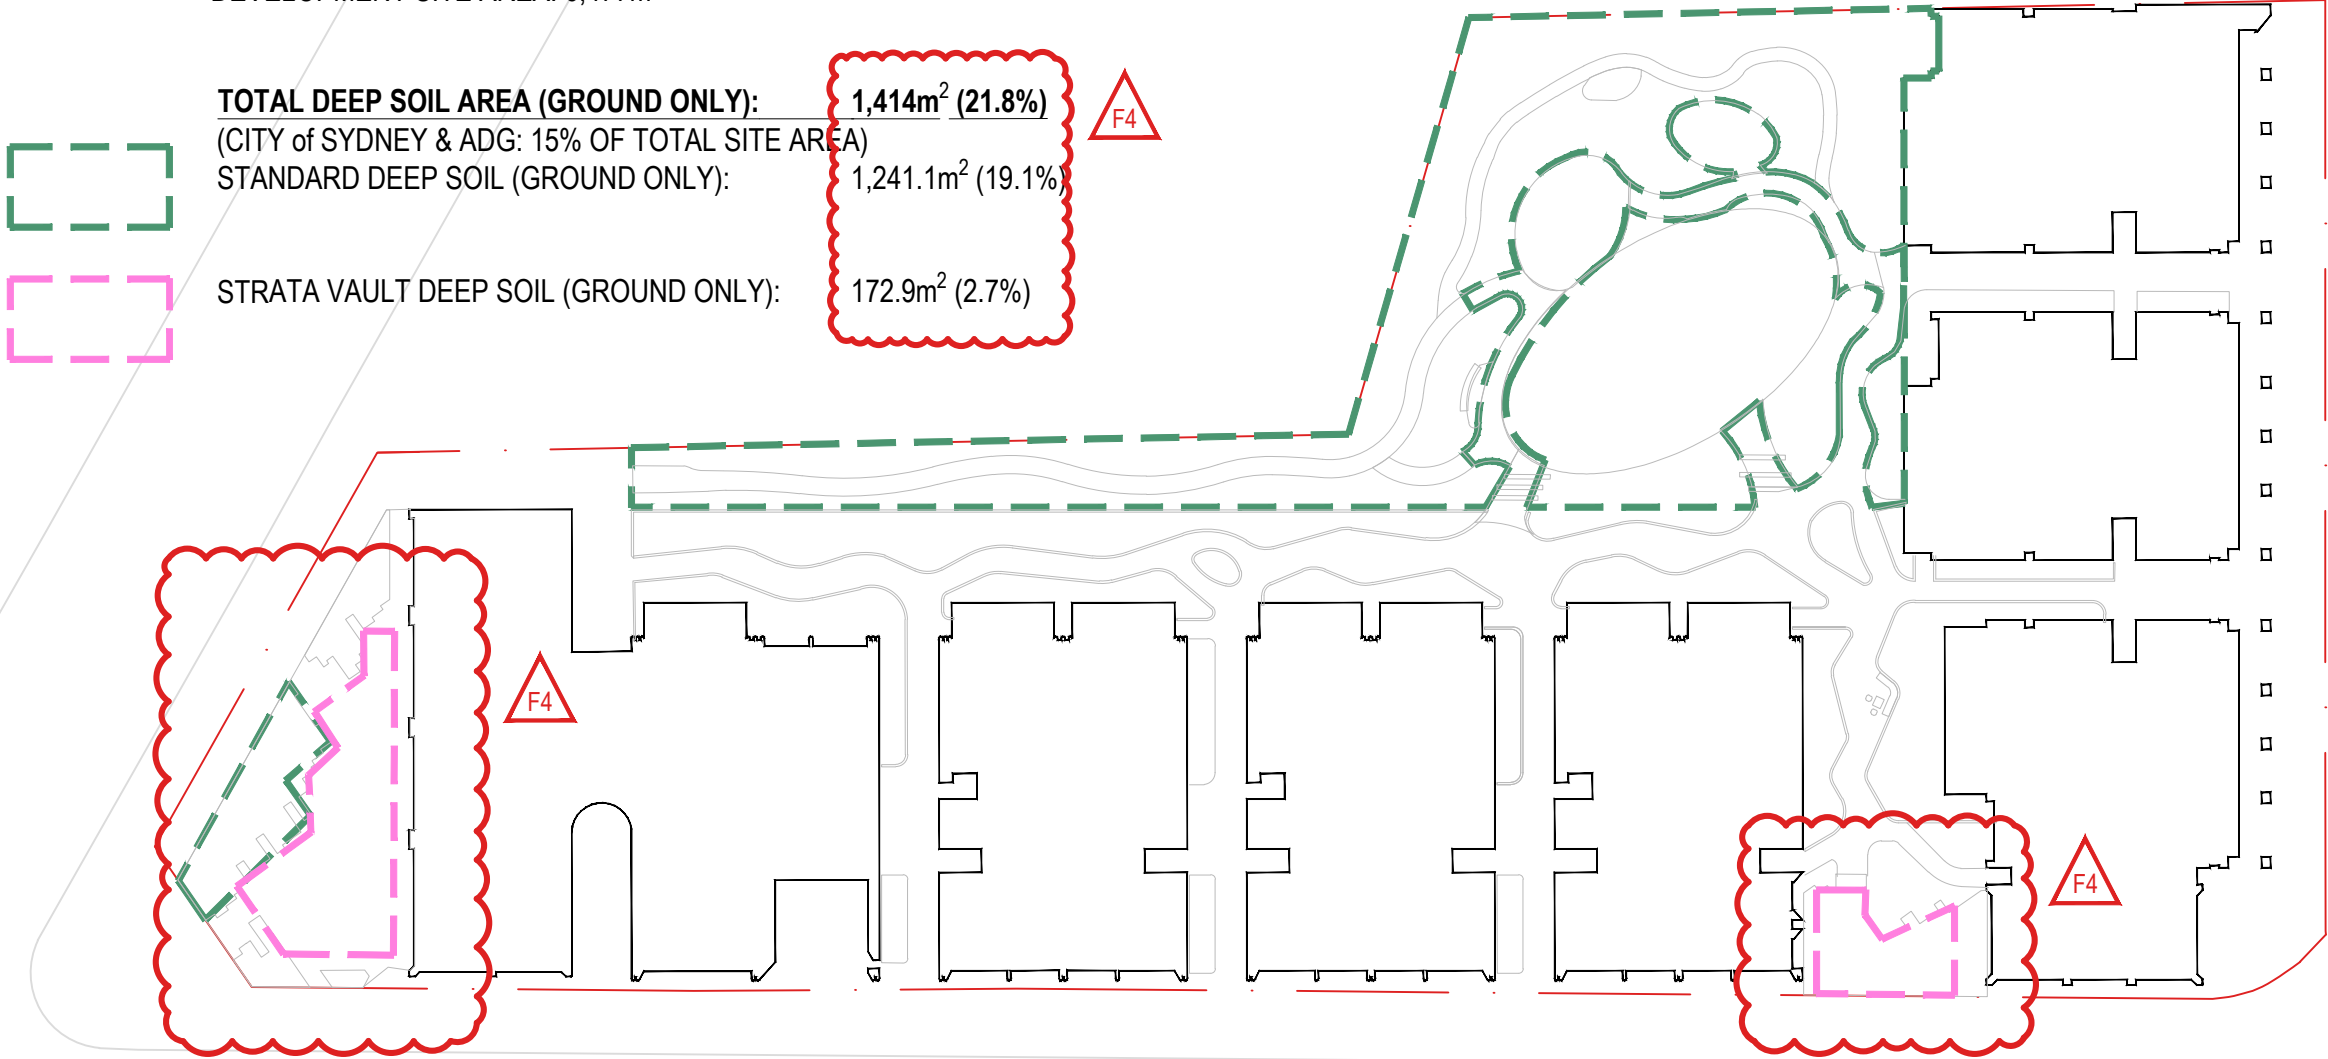 TOTAL DEEP SOIL AREA (GROUND ONLY): 1,414m² (21.8%)
F4
(CITY of SYDNEY & ADG: 15% OF TOTAL SITE AREA)
STANDARD DEEP SOIL (GROUND ONLY): 1,241.1m² (19.1%)
STRATA VAULT DEEP SOIL (GROUND ONLY): 172.9m² (2.7%)
F4
F4